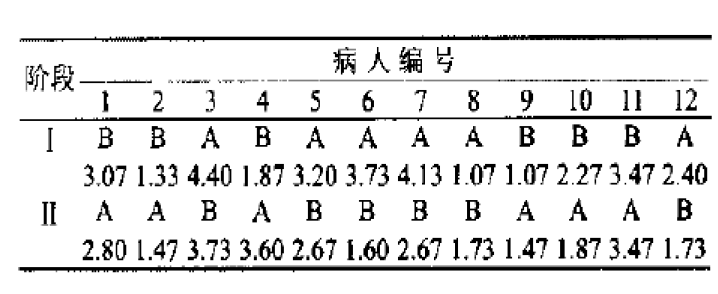 病人编号
阶段
1 2 3 4 5 6 7 8 9 10 11 12
I B B A B A A A A B B B A
3.07 1.33 4.40 1.87 3.20 3.73 4.13 1.07 1.07 2.27 3.47 2.40
II A A B A B B B B A A A B
2.80 1.47 3.73 3.60 2.67 1.60 2.67 1.73 1.47 1.87 3.47 1.73